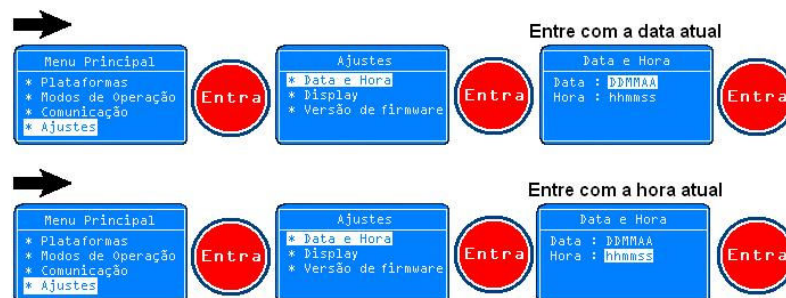 Entre com a data atual
Menu Principal
* Plataformas
* Modos de Operação
* Comunicação
* Ajustes
Entra
Ajustes
* Data e Hora
* Display
* Versão de firmware
Entra
Data e Hora
Data : DDMMAA
Hora : hhmmss
Entra
Entre com a hora atual
Menu Principal
* Plataformas
* Modos de Operação
* Comunicação
* Ajustes
Entra
Ajustes
* Data e Hora
* Display
* Versão de firmware
Entra
Data e Hora
Data : DDMMAA
Hora : hhmmss
Entra